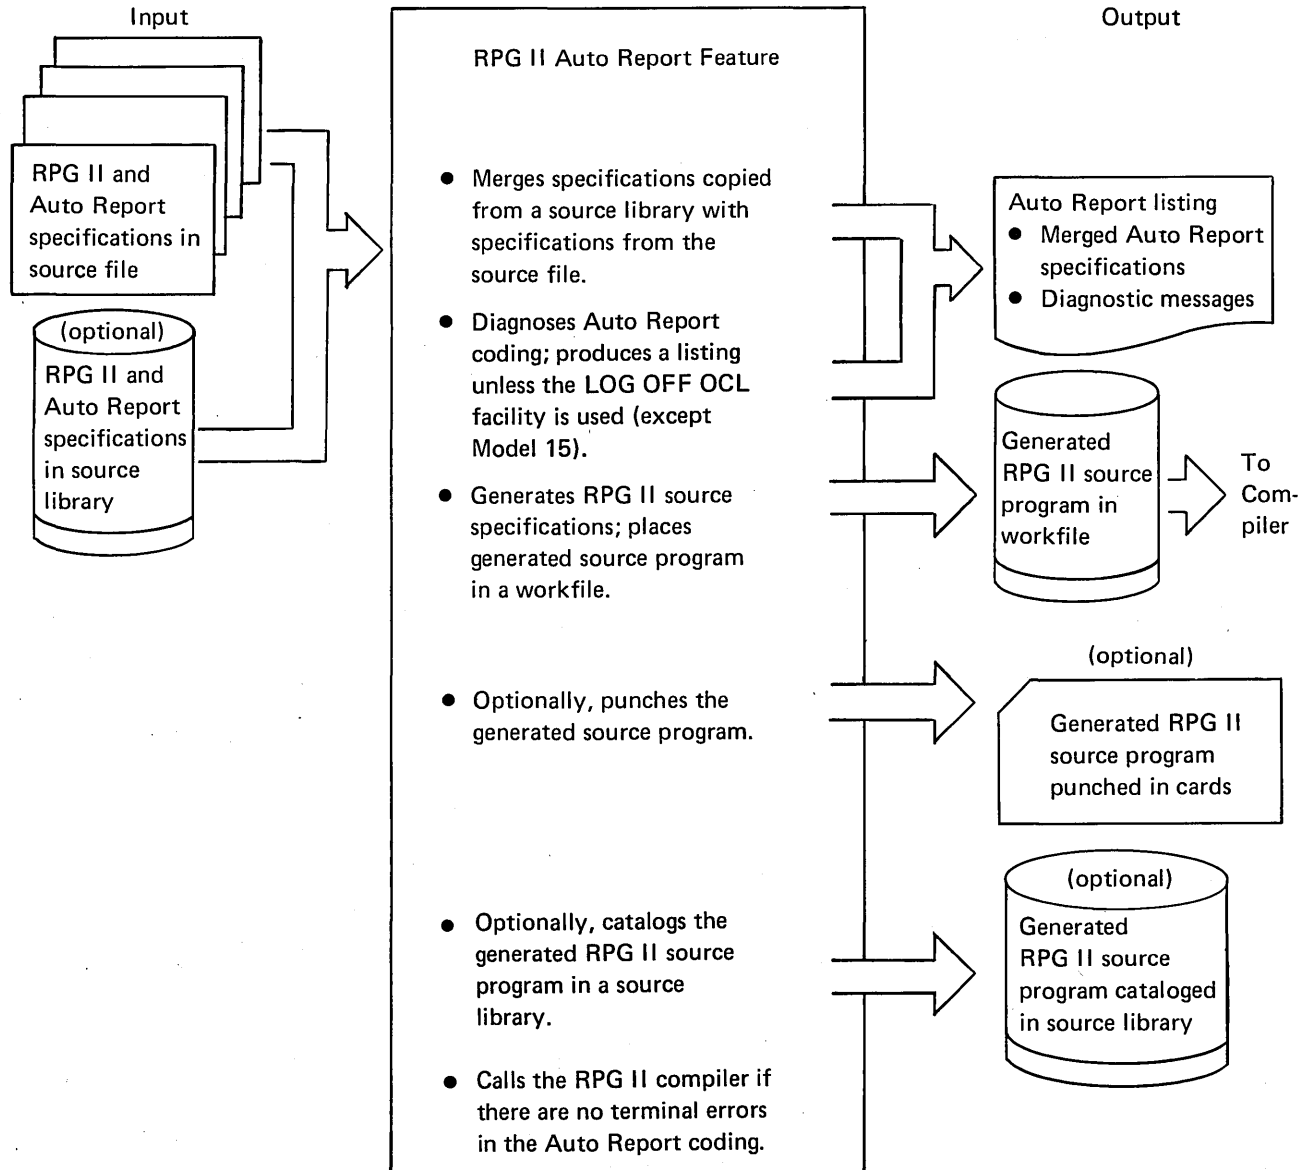 Input
RPG II and
Auto Report
specifications in
source file
(optional)
RPG II and
Auto Report
specifications
in source
library
RPG II Auto Report Feature
● Merges specifications copied
from a source library with
specifications from the
source file.
● Diagnoses Auto Report
coding; produces a listing
unless the LOG OFF OCL
facility is used (except
Model 15).
● Generates RPG II source
specifications; places
generated source program
in a workfile.
● Optionally, punches the
generated source program.
● Optionally, catalogs the
generated RPG II source
program in a source
library.
● Calls the RPG II compiler if
there are no terminal errors
in the Auto Report coding.
Output
Auto Report listing
● Merged Auto Report
specifications
● Diagnostic messages
Generated
RPG II source
program in
workfile
To
Com-
piler
(optional)
Generated RPG II
source program
punched in cards
(optional)
Generated
RPG II source
program cataloged
in source library